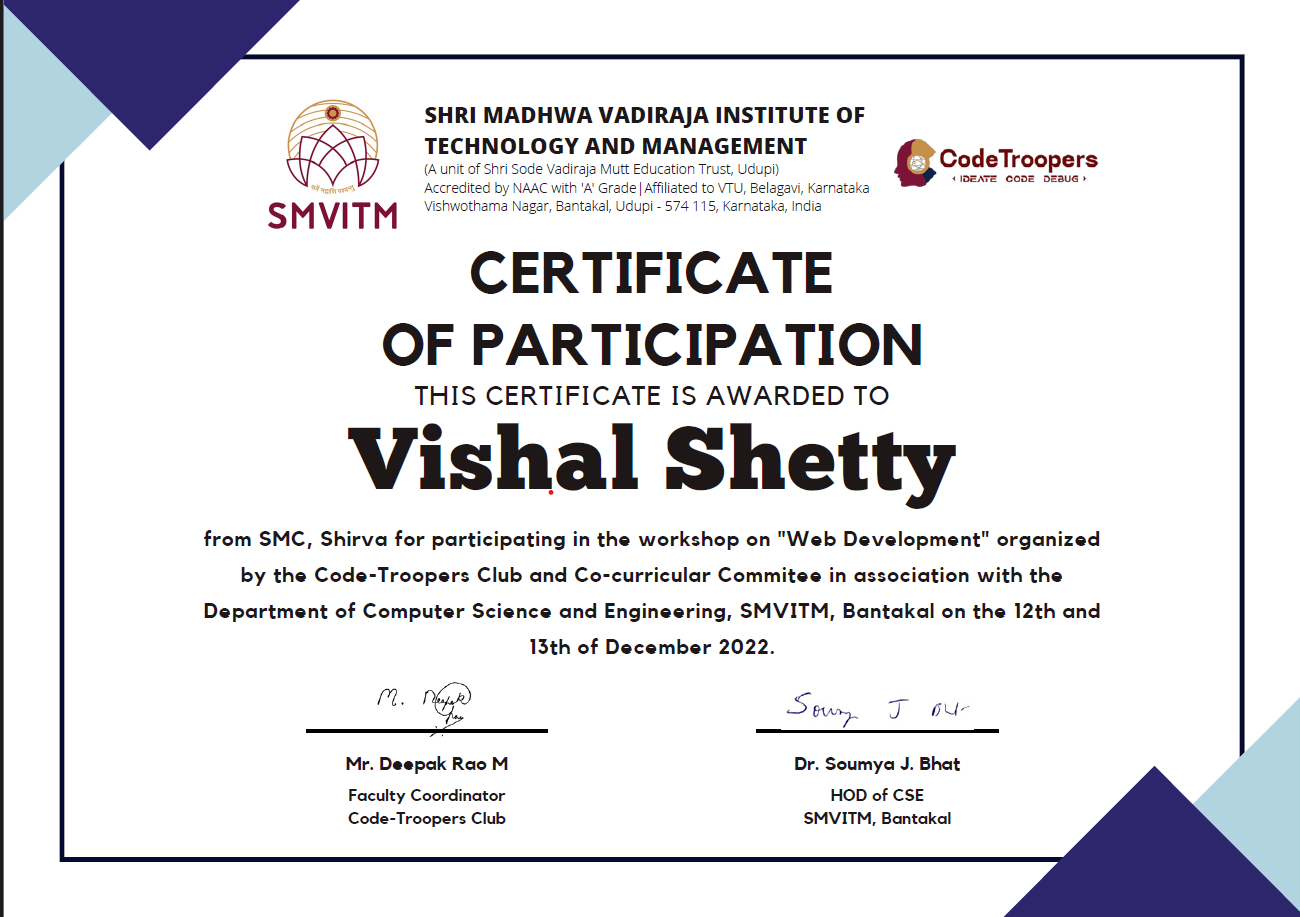 SHRI MADHWA VADIRAJA INSTITUTE OF
TECHNOLOGY AND MANAGEMENT
(A unit of Shri Sode Vadiraja Mutt Education Trust, Udupi)
Accredited by NAAC with 'A' Grade|Affiliated to VTU, Belagavi, Karnataka
Vishwothama Nagar, Bantakal, Udupi - 574 115, Karnataka, India
सर्वे भद्राणि पश्यन्तु
SMVITM
CodeTroopers
‹ IDEATE CODE DEBUG ›
CERTIFICATE
OF PARTICIPATION
THIS CERTIFICATE IS AWARDED TO
Vishal Shetty
from SMC, Shirva for participating in the workshop on "Web Development" organized
by the Code-Troopers Club and Co-curricular Commitee in association with the
Department of Computer Science and Engineering, SMVITM, Bantakal on the 12th and
13th of December 2022.
M. Deepak
Rao
Soumya J Bhat
Mr. Deepak Rao M
Faculty Coordinator
Code-Troopers Club
Dr. Soumya J. Bhat
HOD of CSE
SMVITM, Bantakal